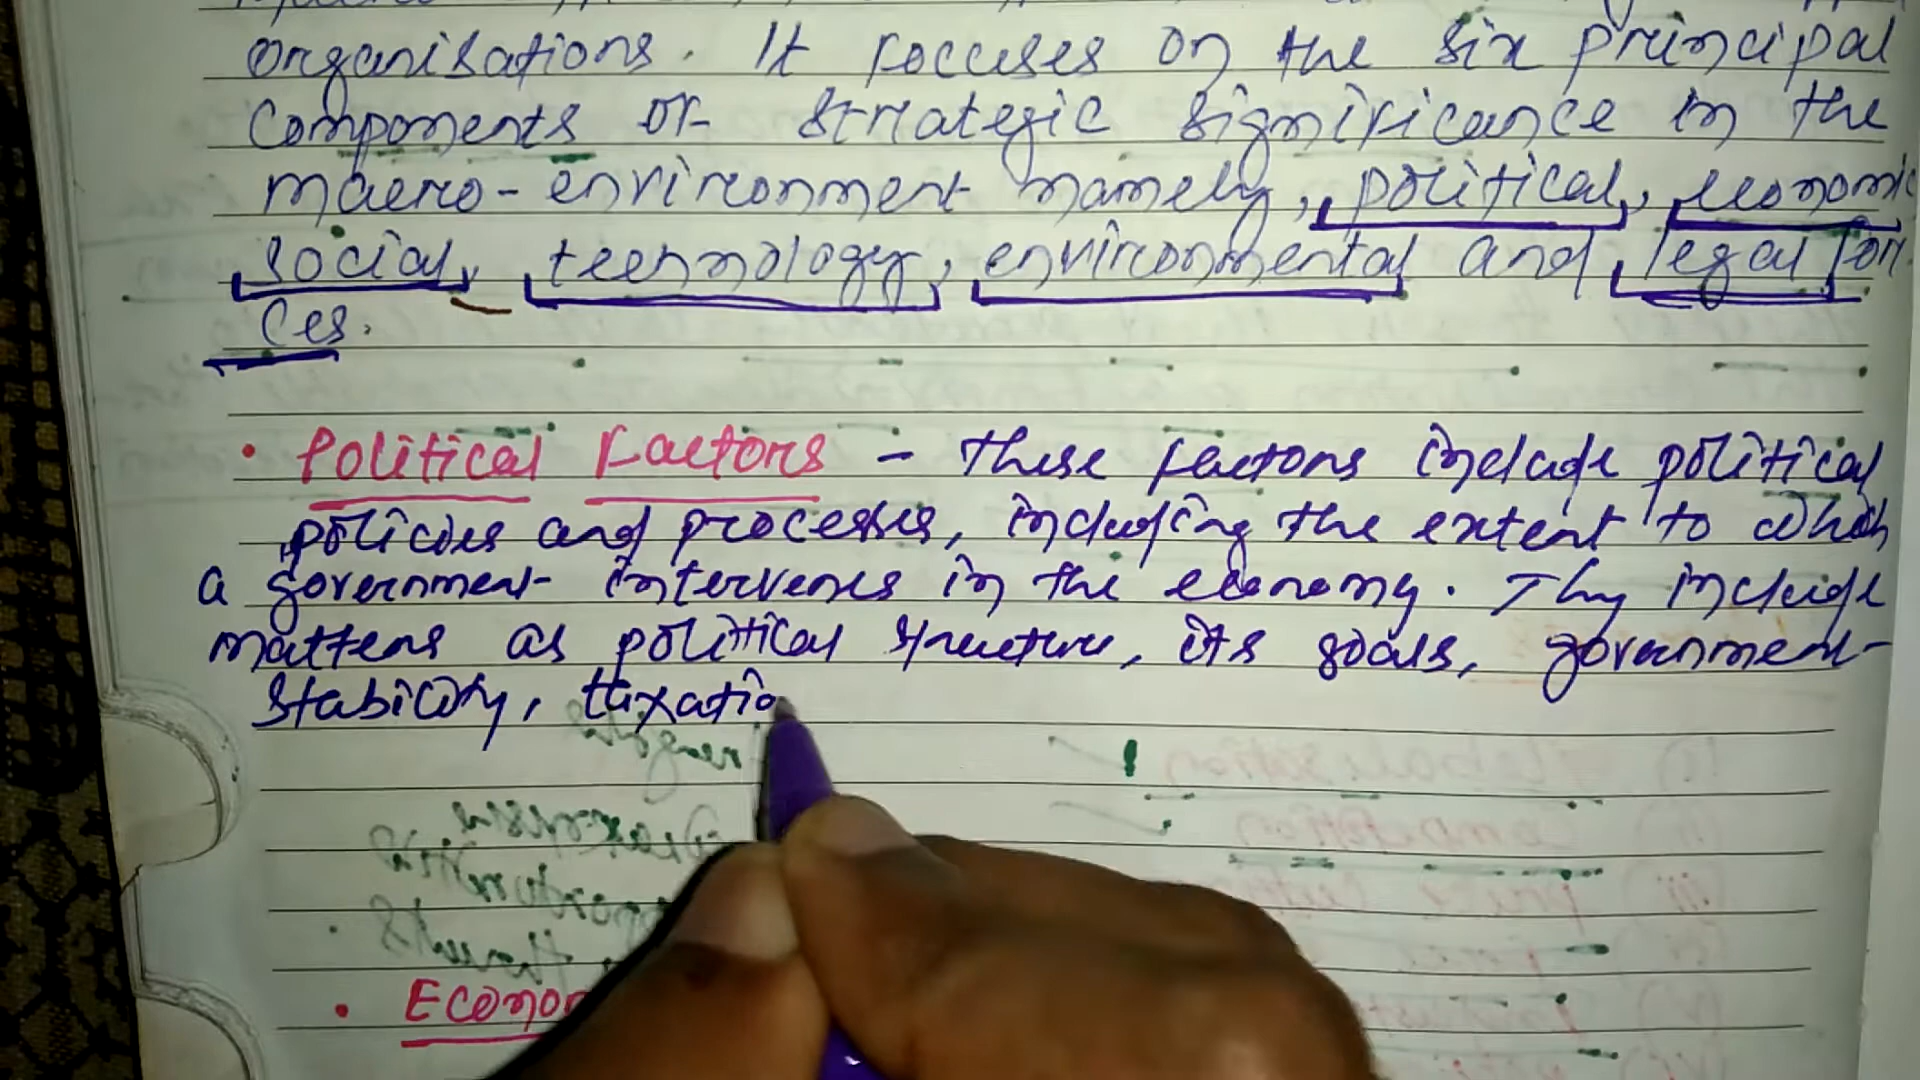 organisations. It focuses on the six principal
components of strategic significance in the
macro-environment namely, political, economic
social, technology, environmental and legal for
ces.
• Political Factors - These factors include political
policies and processes, including the extent to which
a government intervenes in the economy. They include
matters as political structure, its goals, government
stability, taxatio
• Econo